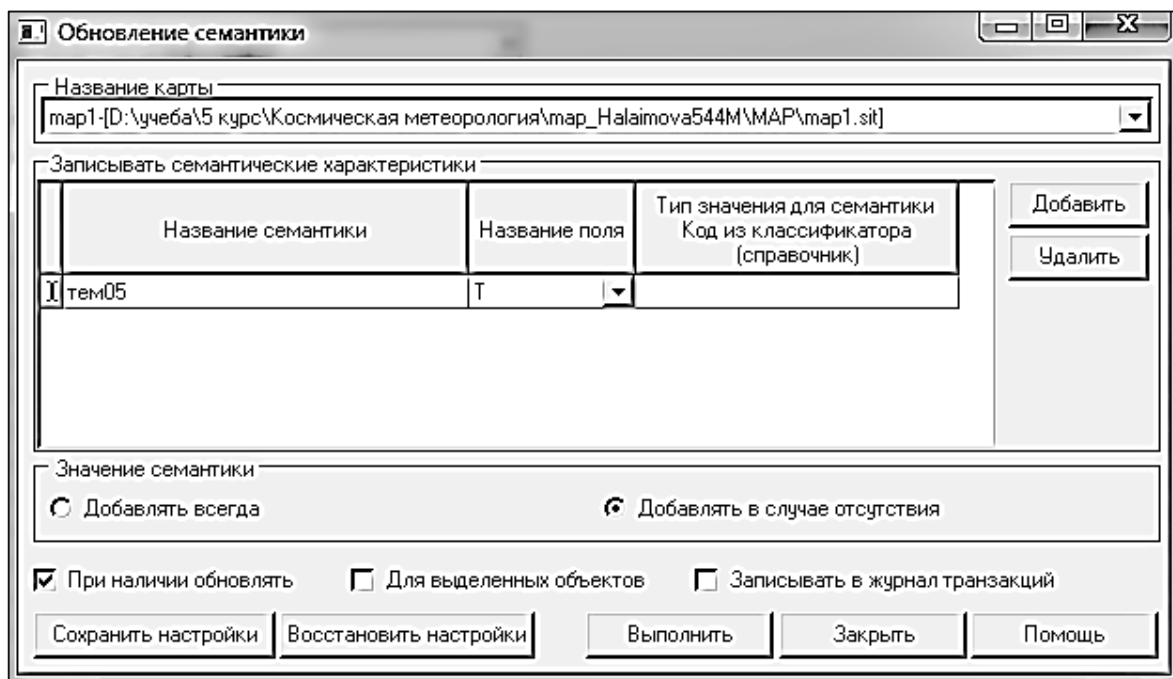 Обновление семантики
Название карты
map1-[D:\учеба\5 курс\Космическая метеорология\map_Halaimova544M\MAP\map1.sit]
Записывать семантические характеристики
Название семантики
Название поля
Тип значения для семантики
Код из классификатора
(справочник)
Добавить
Удалить
тем05
T
Значение семантики
Добавлять всегда
Добавлять в случае отсутствия
При наличии обновлять
Для выделенных объектов
Записывать в журнал транзакций
Сохранить настройки
Восстановить настройки
Выполнить
Закрыть
Помощь